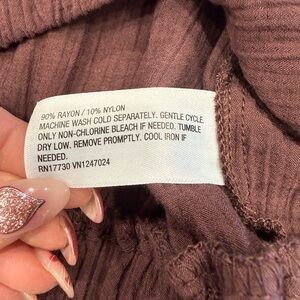 90% RAYON / 10% NYLON
MACHINE WASH COLD SEPARATELY. GENTLE CYCLE.
ONLY NON-CHLORINE BLEACH IF NEEDED. TUMBLE
DRY LOW. REMOVE PROMPTLY. COOL IRON IF
NEEDED.
RN17730 VN1247024